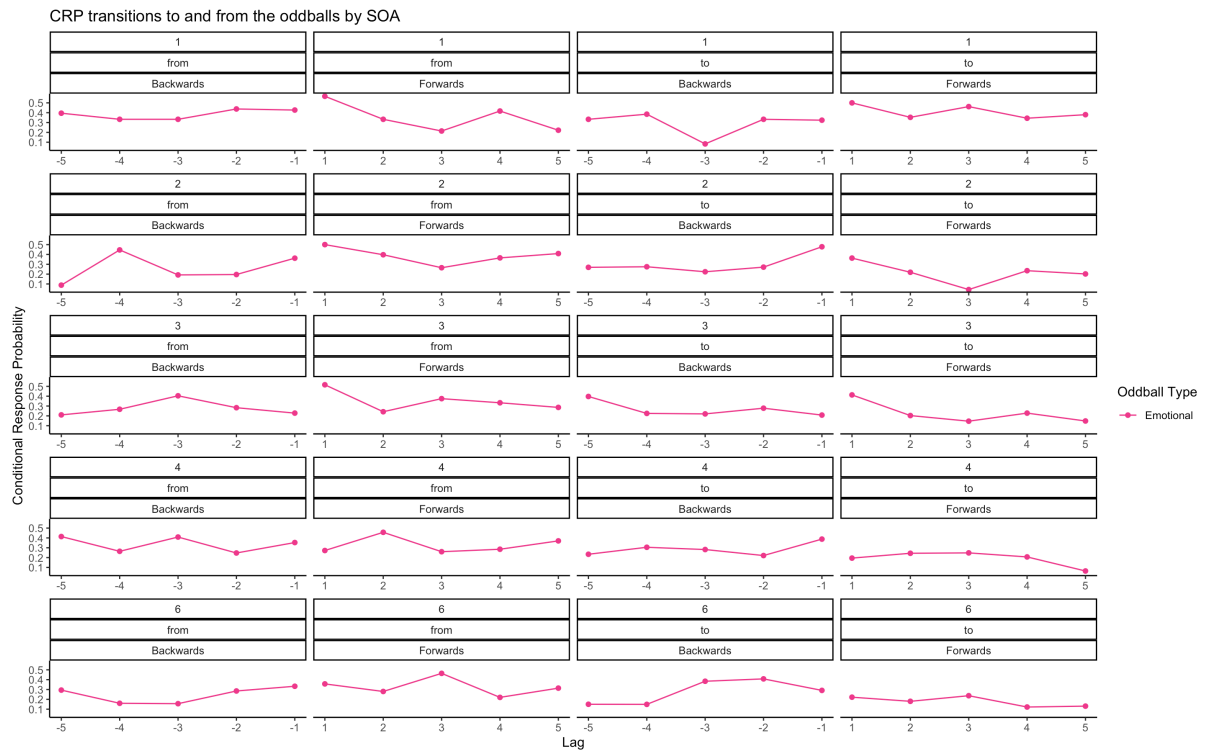 CRP transitions to and from the oddballs by SOA
1 1 1 1
from from to to
Backwards Forwards Backwards Forwards
0.5
0.4
0.3
0.2
0.1
-5 -4 -3 -2 -1 1 2 3 4 5 -5 -4 -3 -2 -1 1 2 3 4 5
2 2 2 2
from from to to
Backwards Forwards Backwards Forwards
0.5
0.4
0.3
0.2
0.1
-5 -4 -3 -2 -1 1 2 3 4 5 -5 -4 -3 -2 -1 1 2 3 4 5
3 3 3 3
from from to to
Backwards Forwards Backwards Forwards
0.5
0.4
0.3
0.2
0.1
-5 -4 -3 -2 -1 1 2 3 4 5 -5 -4 -3 -2 -1 1 2 3 4 5
4 4 4 4
from from to to
Backwards Forwards Backwards Forwards
0.5
0.4
0.3
0.2
0.1
-5 -4 -3 -2 -1 1 2 3 4 5 -5 -4 -3 -2 -1 1 2 3 4 5
6 6 6 6
from from to to
Backwards Forwards Backwards Forwards
0.5
0.4
0.3
0.2
0.1
-5 -4 -3 -2 -1 1 2 3 4 5 -5 -4 -3 -2 -1 1 2 3 4 5
Lag
Conditional Response Probability
Oddball Type
Emotional